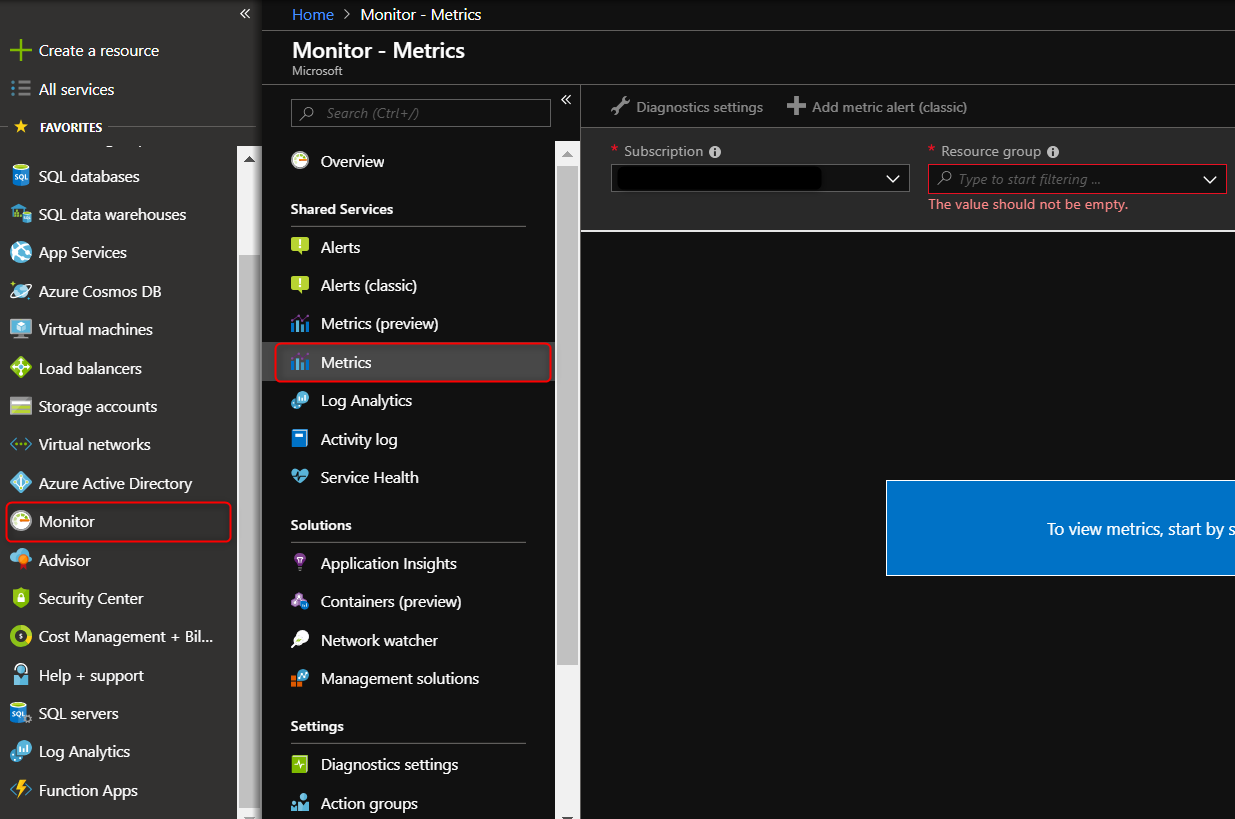 Home > Monitor - Metrics
Monitor - Metrics
Microsoft
Create a resource
All services
FAVORITES
SQL databases
SQL data warehouses
App Services
Azure Cosmos DB
Virtual machines
Load balancers
Storage accounts
Virtual networks
Azure Active Directory
Monitor
Advisor
Security Center
Cost Management + Bil...
Help + support
SQL servers
Log Analytics
Function Apps
Search (Ctrl+/)
Overview
Shared Services
Alerts
Alerts (classic)
Metrics (preview)
Metrics
Log Analytics
Activity log
Service Health
Solutions
Application Insights
Containers (preview)
Network watcher
Management solutions
Settings
Diagnostics settings
Action groups
Diagnostics settings
Add metric alert (classic)
* Subscription
* Resource group
Type to start filtering ...
The value should not be empty.
To view metrics, start by s